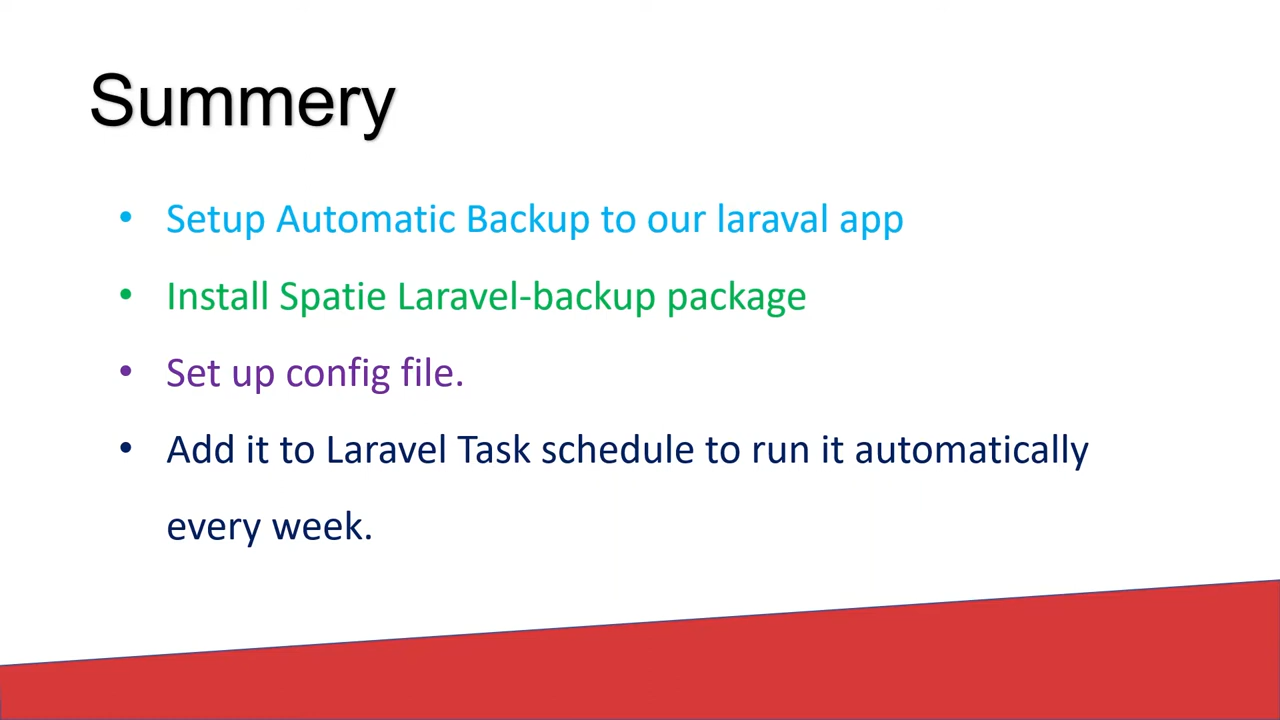 Summery
• Setup Automatic Backup to our laraval app
• Install Spatie Laravel-backup package
• Set up config file.
• Add it to Laravel Task schedule to run it automatically
every week.